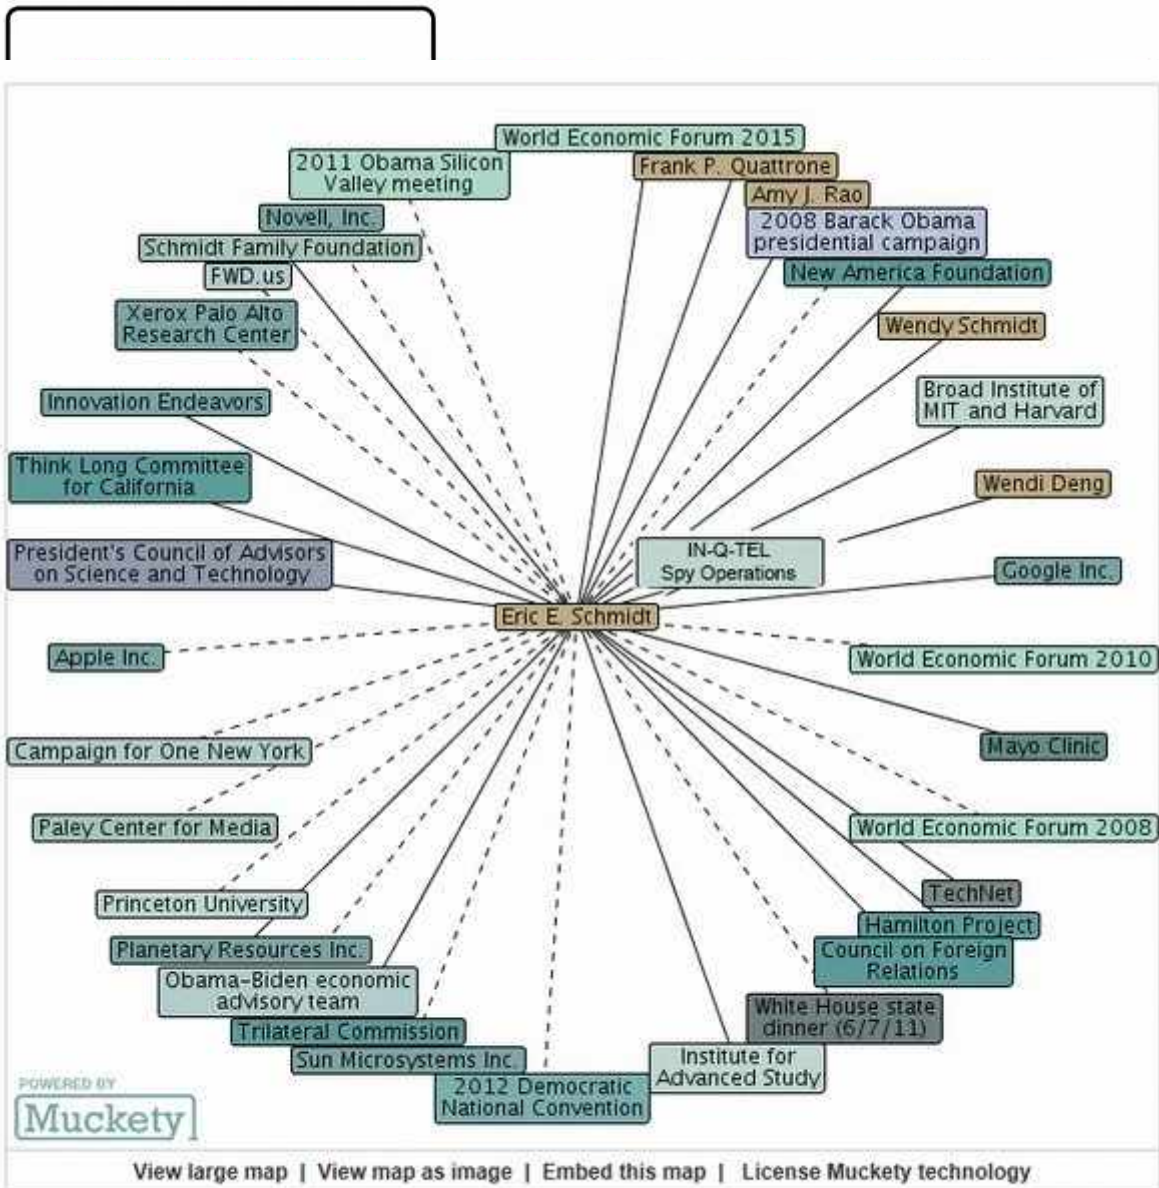 World Economic Forum 2015
2011 Obama Silicon
Valley meeting
Frank P. Quattrone
Amy J. Rao
Novell, Inc.
2008 Barack Obama
presidential campaign
Schmidt Family Foundation
FWD.us
New America Foundation
Xerox Palo Alto
Research Center
Wendy Schmidt
Innovation Endeavors
Broad Institute of
MIT and Harvard
Think Long Committee
for California
Wendi Deng
President's Council of Advisors
on Science and Technology
IN-Q-TEL
Spy Operations
Google Inc.
Eric E. Schmidt
Apple Inc.
World Economic Forum 2010
Campaign for One New York
Mayo Clinic
Paley Center for Media
World Economic Forum 2008
Princeton University
TechNet
Planetary Resources Inc.
Hamilton Project
Council on Foreign
Relations
Obama-Biden economic
advisory team
White House state
dinner (6/7/11)
Trilateral Commission
Sun Microsystems Inc.
Institute for
Advanced Study
2012 Democratic
National Convention
POWERED BY
Muckety
View large map | View map as image | Embed this map | License Muckety technology